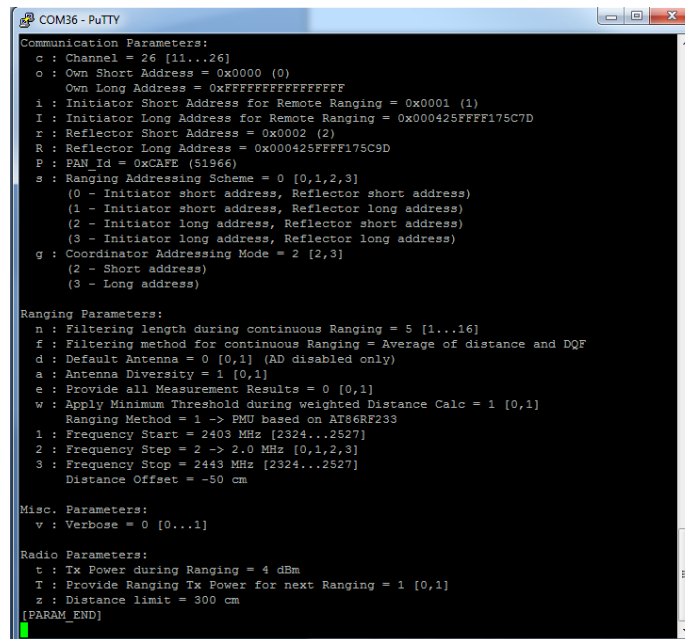 COM36 - PuTTY
Communication Parameters:
c : Channel = 26 [11...26]
o : Own Short Address = 0x0000 (0)
Own Long Address = 0xFFFFFFFFFFFFFFFF
i : Initiator Short Address for Remote Ranging = 0x0001 (1)
I : Initiator Long Address for Remote Ranging = 0x000425FFFF175C7D
r : Reflector Short Address = 0x0002 (2)
R : Reflector Long Address = 0x000425FFFF175C9D
P : PAN_Id = 0xCAFE (51966)
s : Ranging Addressing Scheme = 0 [0,1,2,3]
(0 - Initiator short address, Reflector short address)
(1 - Initiator short address, Reflector long address)
(2 - Initiator long address, Reflector short address)
(3 - Initiator long address, Reflector long address)
g : Coordinator Addressing Mode = 2 [2,3]
(2 - Short address)
(3 - Long address)
Ranging Parameters:
n : Filtering length during continuous Ranging = 5 [1...16]
f : Filtering method for continuous Ranging = Average of distance and DQF
d : Default Antenna = 0 [0,1] (AD disabled only)
a : Antenna Diversity = 1 [0,1]
e : Provide all Measurement Results = 0 [0,1]
w : Apply Minimum Threshold during weighted Distance Calc = 1 [0,1]
Ranging Method = 1 -> PMU based on AT86RF233
1 : Frequency Start = 2403 MHz [2324...2527]
2 : Frequency Step = 2 -> 2.0 MHz [0,1,2,3]
3 : Frequency Stop = 2443 MHz [2324...2527]
Distance Offset = -50 cm
Misc. Parameters:
v : Verbose = 0 [0...1]
Radio Parameters:
t : Tx Power during Ranging = 4 dBm
T : Provide Ranging Tx Power for next Ranging = 1 [0,1]
z : Distance limit = 300 cm
[PARAM_END]